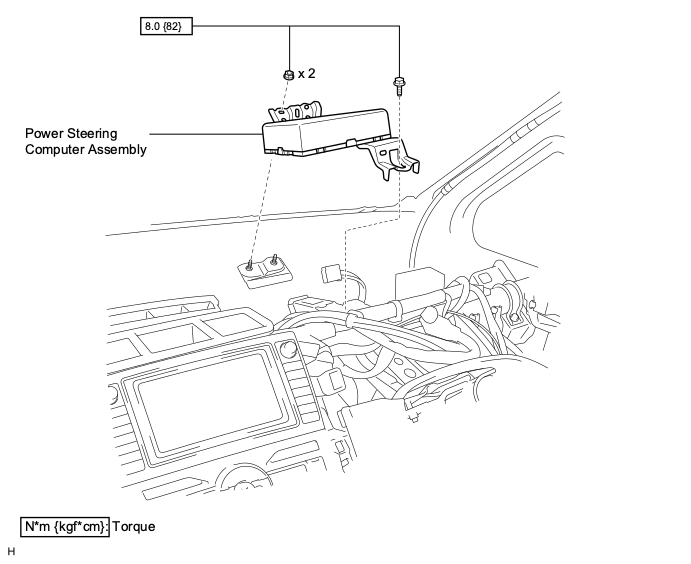 8.0 {82}
x 2
Power Steering
Computer Assembly
N*m {kgf*cm}: Torque
H